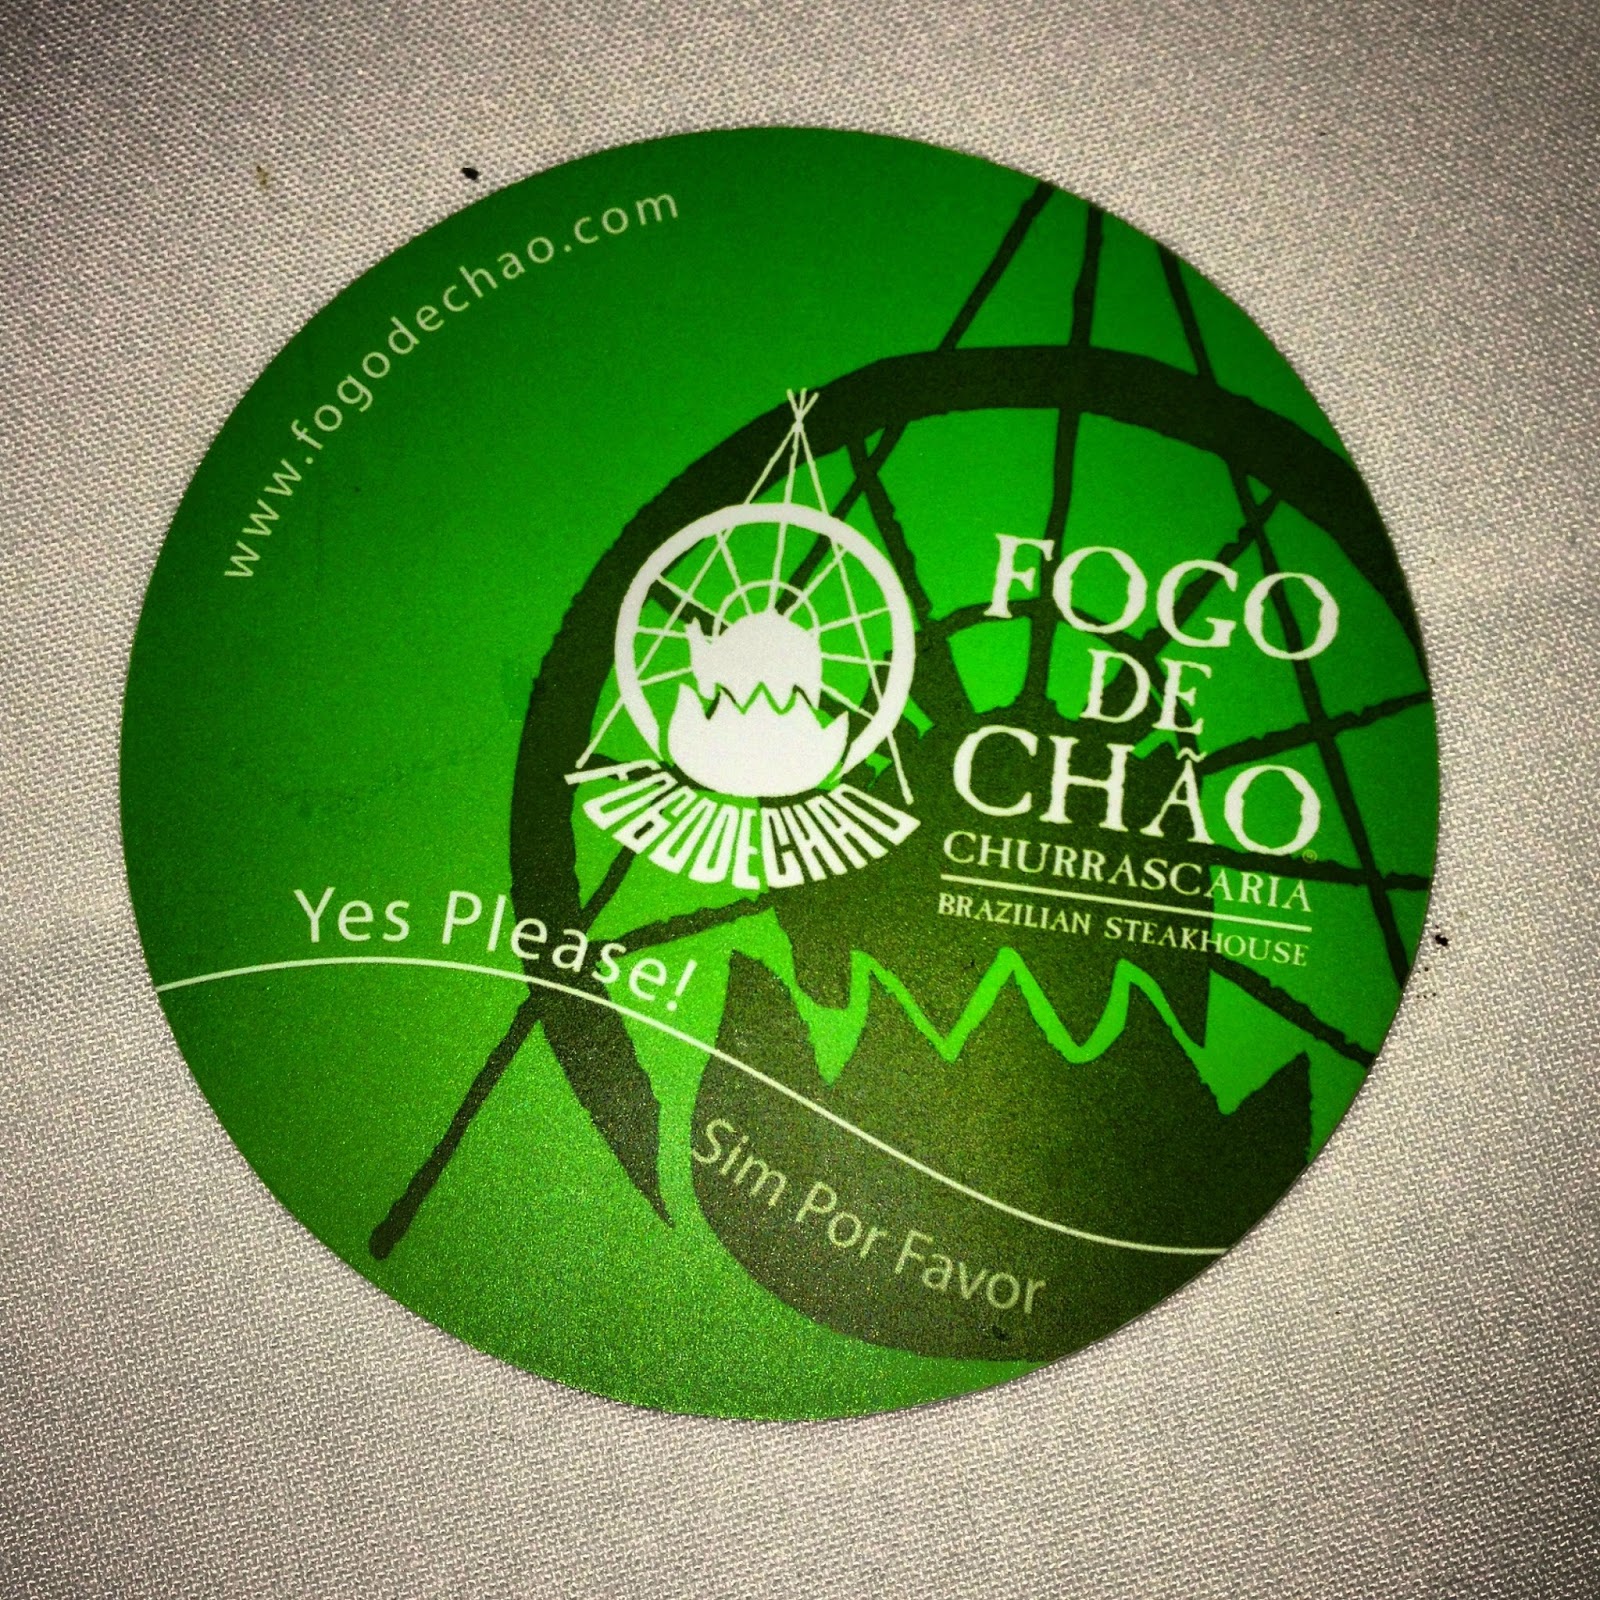 www.fogodechao.com
FOGODECHAO
FOGO
DE
CHÃO®
CHURRASCARIA
BRAZILIAN STEAKHOUSE
Yes Please!
Sim Por Favor